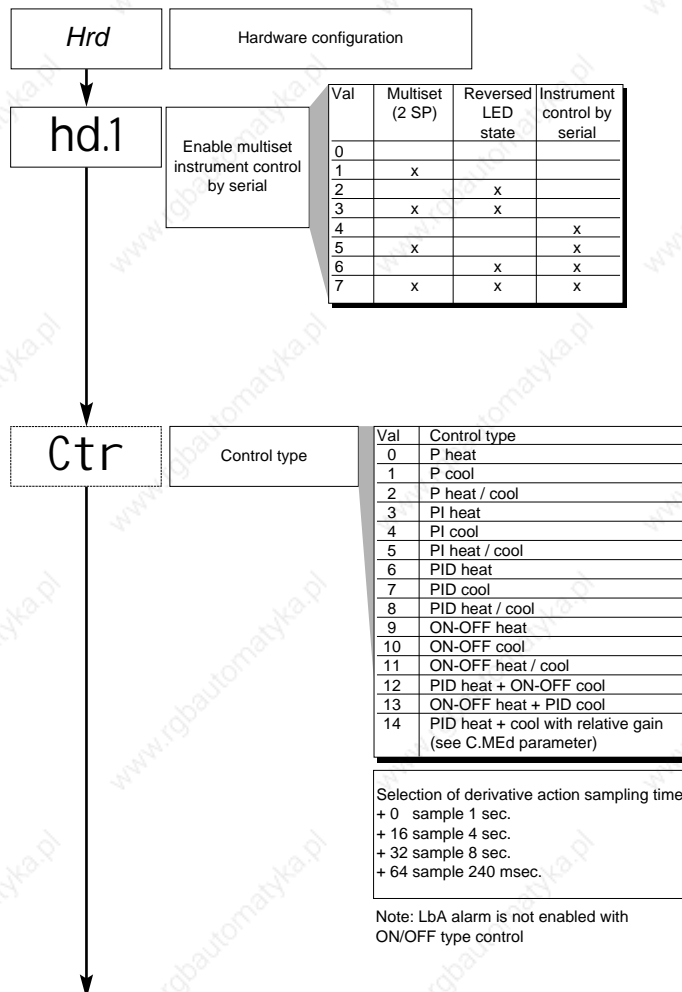 Hrd
Hardware configuration
hd.1
Enable multiset
instrument control
by serial
Val Multiset (2 SP) Reversed LED state Instrument control by serial
0
1 x
2 x
3 x x
4 x
5 x x
6 x x
7 x x x
Ctr
Control type
Val Control type
0 P heat
1 P cool
2 P heat / cool
3 PI heat
4 PI cool
5 PI heat / cool
6 PID heat
7 PID cool
8 PID heat / cool
9 ON-OFF heat
10 ON-OFF cool
11 ON-OFF heat / cool
12 PID heat + ON-OFF cool
13 ON-OFF heat + PID cool
14 PID heat + cool with relative gain
(see C.MEd parameter)
Selection of derivative action sampling time
+ 0 sample 1 sec.
+ 16 sample 4 sec.
+ 32 sample 8 sec.
+ 64 sample 240 msec.
Note: LbA alarm is not enabled with
ON/OFF type control
www.rgbautomatyka.pl